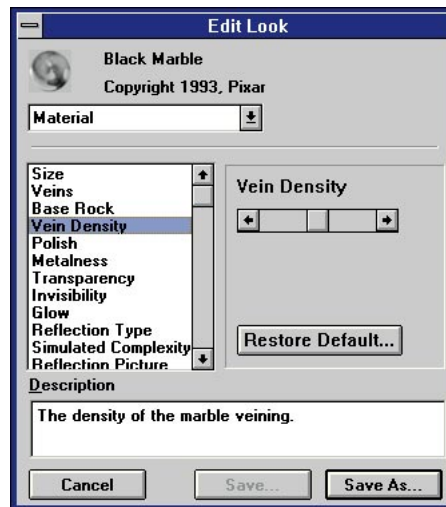 Edit Look
Black Marble
Copyright 1993, Pixar
Material
Size
Veins
Base Rock
Vein Density
Polish
Metalness
Transparency
Invisibility
Glow
Reflection Type
Simulated Complexity
Reflection Picture
Vein Density
Restore Default...
Description
The density of the marble veining.
Cancel
Save...
Save As...